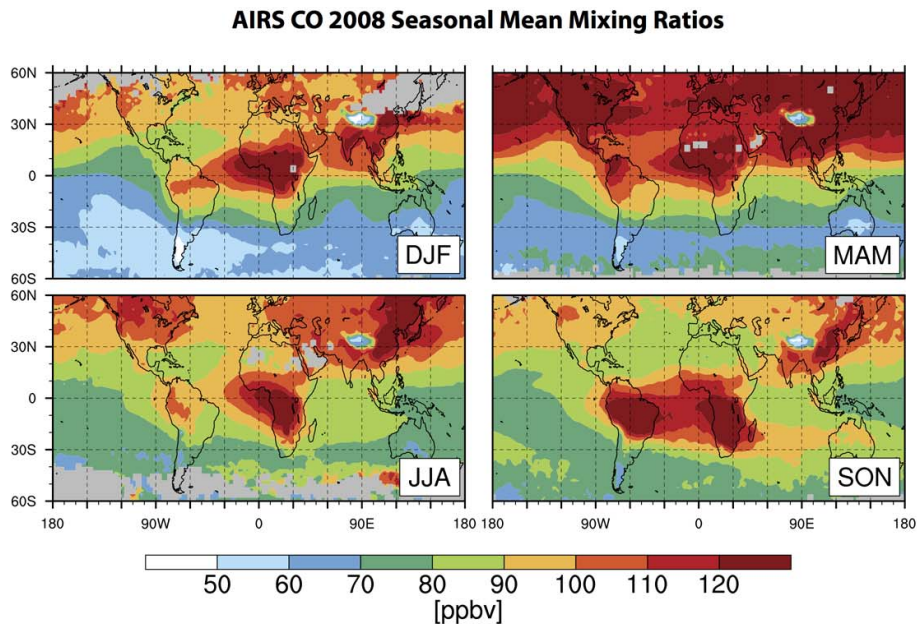 AIRS CO 2008 Seasonal Mean Mixing Ratios
60N
30N
0
30S
60S
DJF
MAM
60N
30N
0
30S
60S
JJA
SON
180 90W 0 90E 180 180 90W 0 90E 180
50 60 70 80 90 100 110 120
[ppbv]